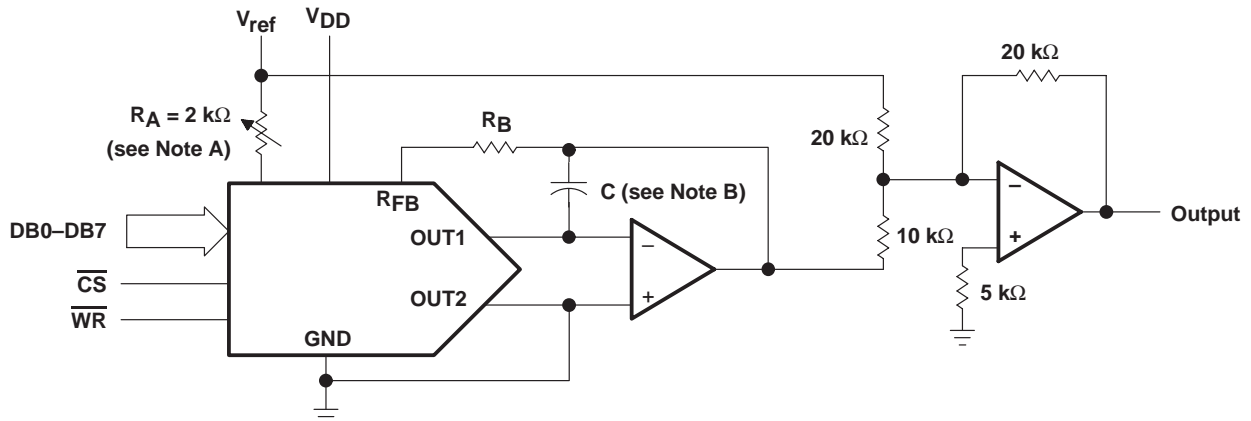 Vref
VDD
20 kΩ
RA = 2 kΩ
(see Note A)
RB
20 kΩ
RFB
C (see Note B)
DB0–DB7
OUT1
–
–
Output
10 kΩ
+
CS
OUT2
+
5 kΩ
WR
GND